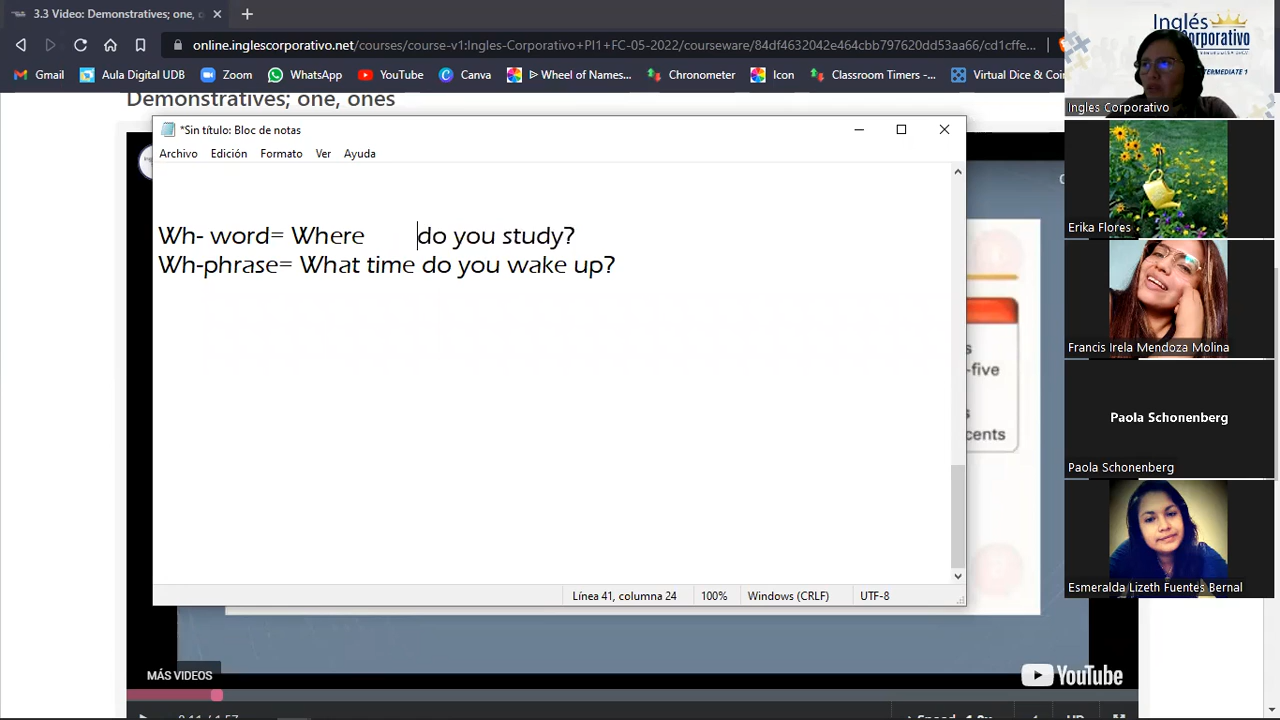 3.3 Video: Demonstratives; one,
online.inglescorporativo.net/courses/course-v1:Ingles-Corporativo+PI1+FC-05-2022/courseware/84df4632042e464cbb797620dd53aa66/cd1cffe...
Gmail Aula Digital UDB Zoom WhatsApp YouTube Canva ᐅ Wheel of Names... Chronometer Icon Classroom Timers -... Virtual Dice & Coin
Demonstratives; one, ones
*Sin título: Bloc de notas
Archivo Edición Formato Ver Ayuda
Wh- word= Where do you study?
Wh-phrase= What time do you wake up?
-five
cents
Línea 41, columna 24 100% Windows (CRLF) UTF-8
MÁS VIDEOS
YouTube
Inglés
Corporativo
INTERMEDIATE 1
Ingles Corporativo
Erika Flores
Francis Irela Mendoza Molina
Paola Schonenberg
Paola Schonenberg
Esmeralda Lizeth Fuentes Bernal